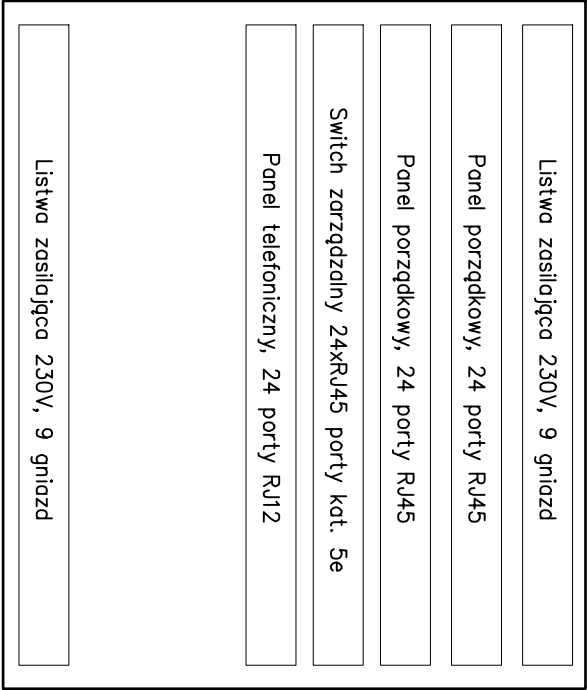 Listwa zasilająca 230V, 9 gniazd
Panel porządkowy, 24 porty RJ45
Panel porządkowy, 24 porty RJ45
Switch zarządzalny 24xRJ45 porty kat. 5e
Panel telefoniczny, 24 porty RJ12
Listwa zasilająca 230V, 9 gniazd